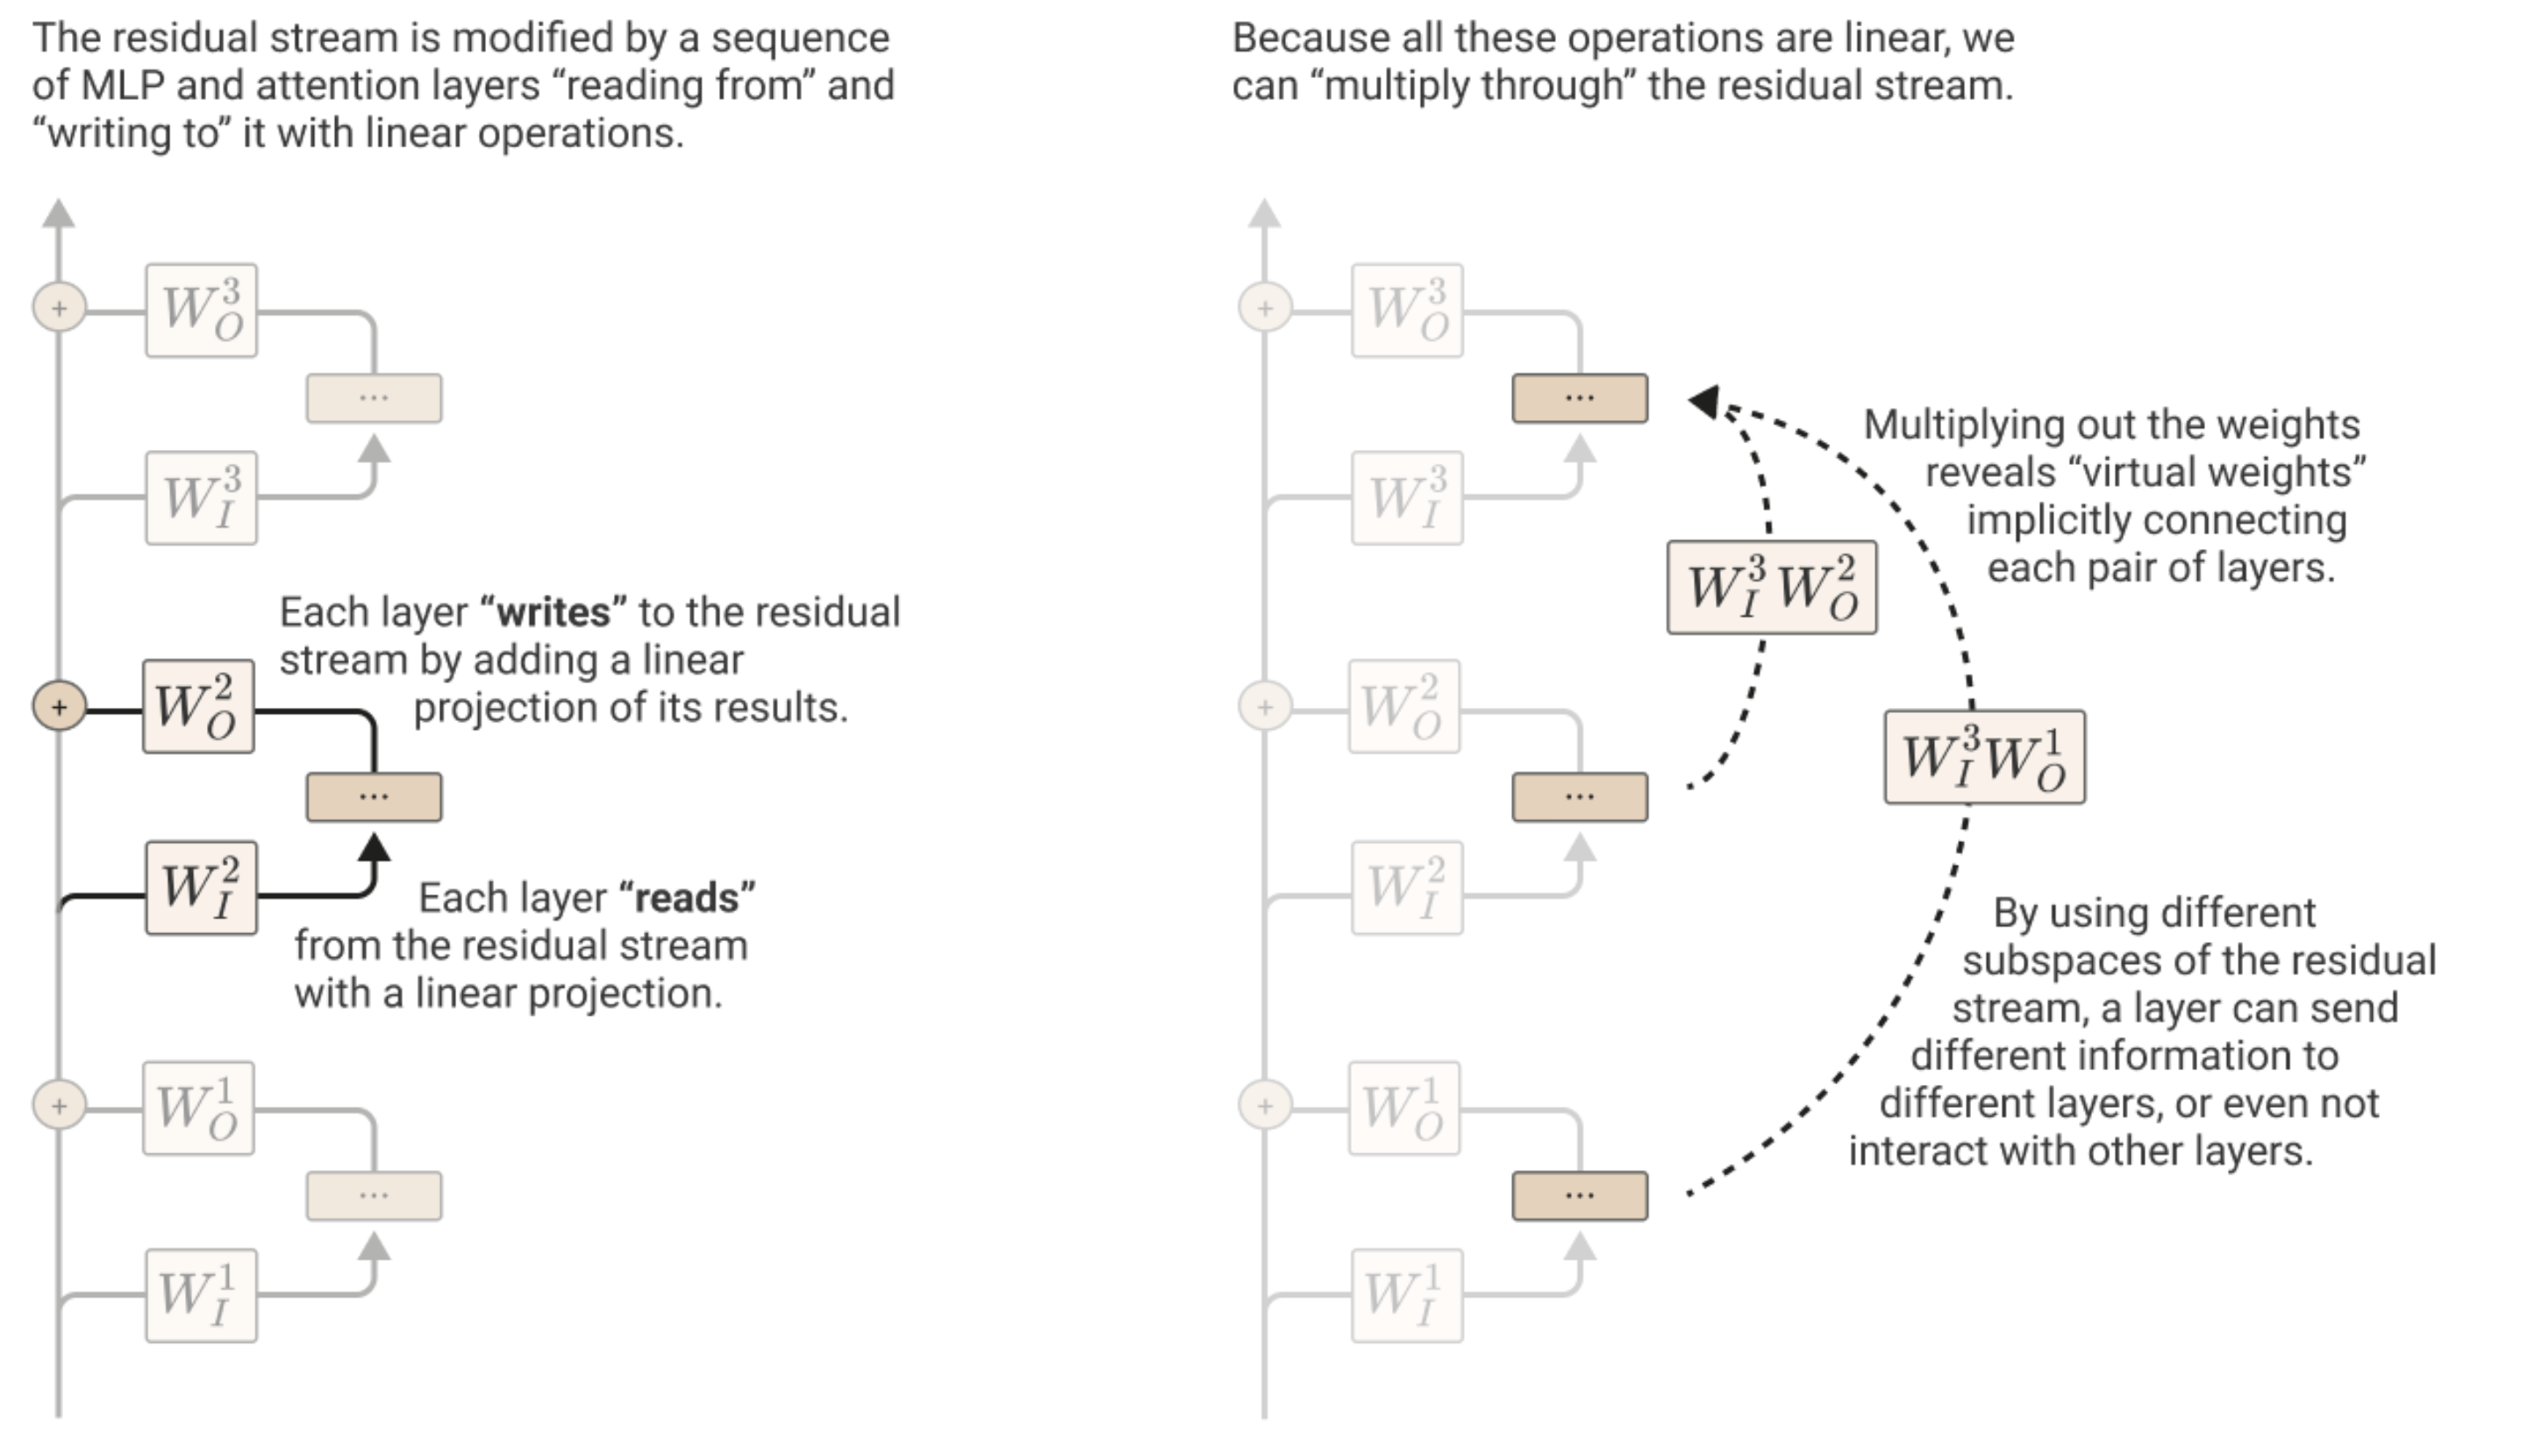 The residual stream is modified by a sequence
of MLP and attention layers “reading from” and
“writing to” it with linear operations.
+
W_O^3
...
W_I^3
Each layer “writes” to the residual
stream by adding a linear
projection of its results.
+
W_O^2
...
W_I^2
Each layer “reads”
from the residual stream
with a linear projection.
+
W_O^1
...
W_I^1
Because all these operations are linear, we
can “multiply through” the residual stream.
+
W_O^3
...
W_I^3
Multiplying out the weights
reveals “virtual weights”
implicitly connecting
each pair of layers.
W_I^3 W_O^2
+
W_O^2
...
W_I^2
W_I^3 W_O^1
By using different
subspaces of the residual
stream, a layer can send
different information to
different layers, or even not
interact with other layers.
+
W_O^1
...
W_I^1